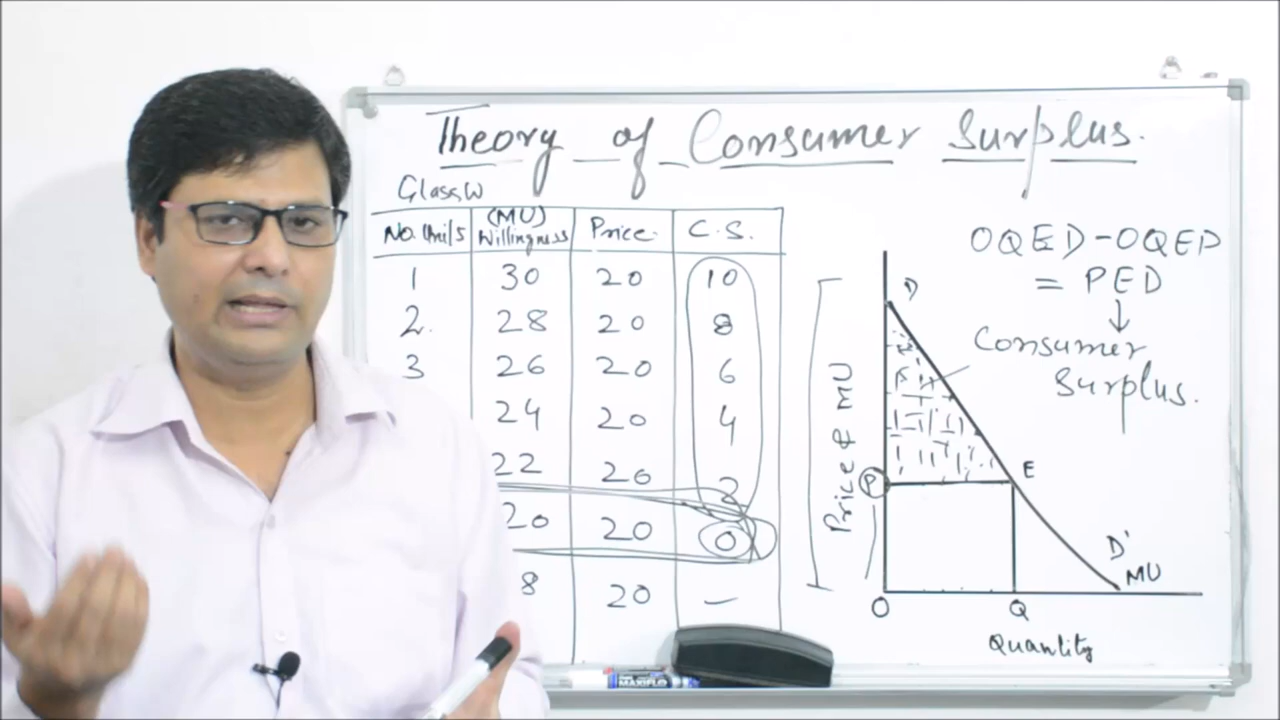 Theory of Consumer Surplus.
Glass W
No. Units (MU) Willingness Price C.S.
1 30 20 10
2. 28 20 8
3 26 20 6
24 20 4
22 20 2
20 20 0
8 20 —
OQED-OQEP
= PED
↓
Consumer
Surplus.
D
Price & MU
P
E
D'
MU
O
Q
Quantity
MAXIFLO